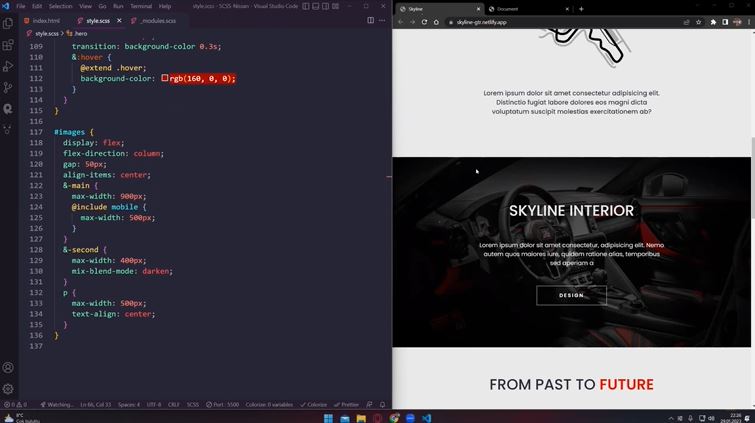 File Edit Selection View Go Run Terminal Help style.scss - SCSS Nissan - Visual Studio Code
index.html style.scss _modules.scss
style.scss > .hero
109 transition: background-color 0.3s;
110 &:hover {
111 @extend .hover;
112 background-color: rgb(160, 0, 0);
113 }
114 }
115 }
116
117 #images {
118 display: flex;
119 flex-direction: column;
120 gap: 50px;
121 align-items: center;
122 &-main {
123 max-width: 900px;
124 @include mobile {
125 max-width: 500px;
126 }
127 }
128 &-second {
129 max-width: 400px;
130 mix-blend-mode: darken;
131 }
132 p {
133 max-width: 500px;
134 text-align: center;
135 }
136 }
137
0 0 Watching... Ln 66, Col 33 Spaces: 4 UTF-8 CRLF SCSS Port : 5500 Colorize: 0 variables Colorize Prettier
Skyline Document
skyline-gtr.netlify.app
Lorem ipsum dolor sit amet consectetur adipisicing elit.
Distinctio fugiat labore dolores eos magni dicta
voluptatum suscipit molestias exercitationem ab?
SKYLINE INTERIOR
Lorem ipsum dolor sit amet consectetur, adipisicing elit. Nemo
autem quos maiores iure, quidem ratione alias, temporibus
sed aperiam a
DESIGN
FROM PAST TO FUTURE
8°C
Çok bulutlu
22:26
24.01.2023